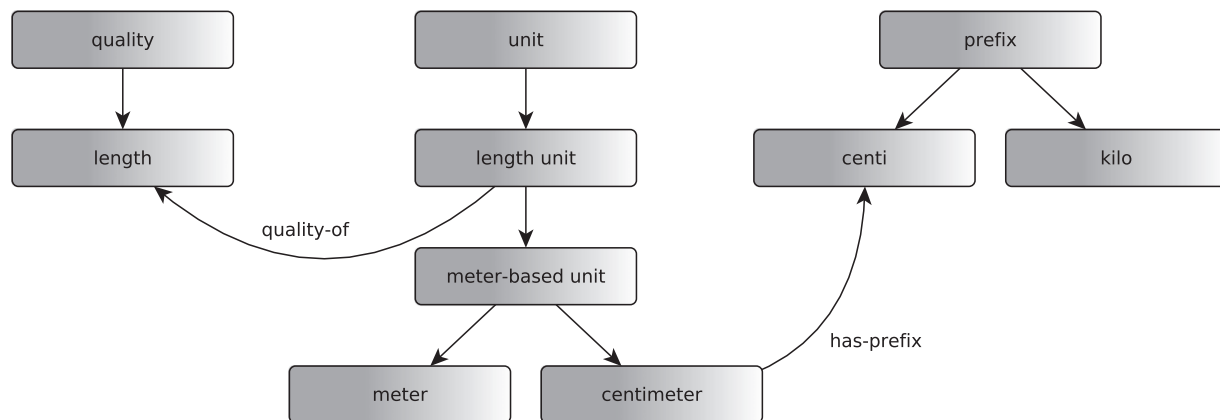 quality
unit
prefix
length
length unit
centi
kilo
quality-of
meter-based unit
has-prefix
meter
centimeter